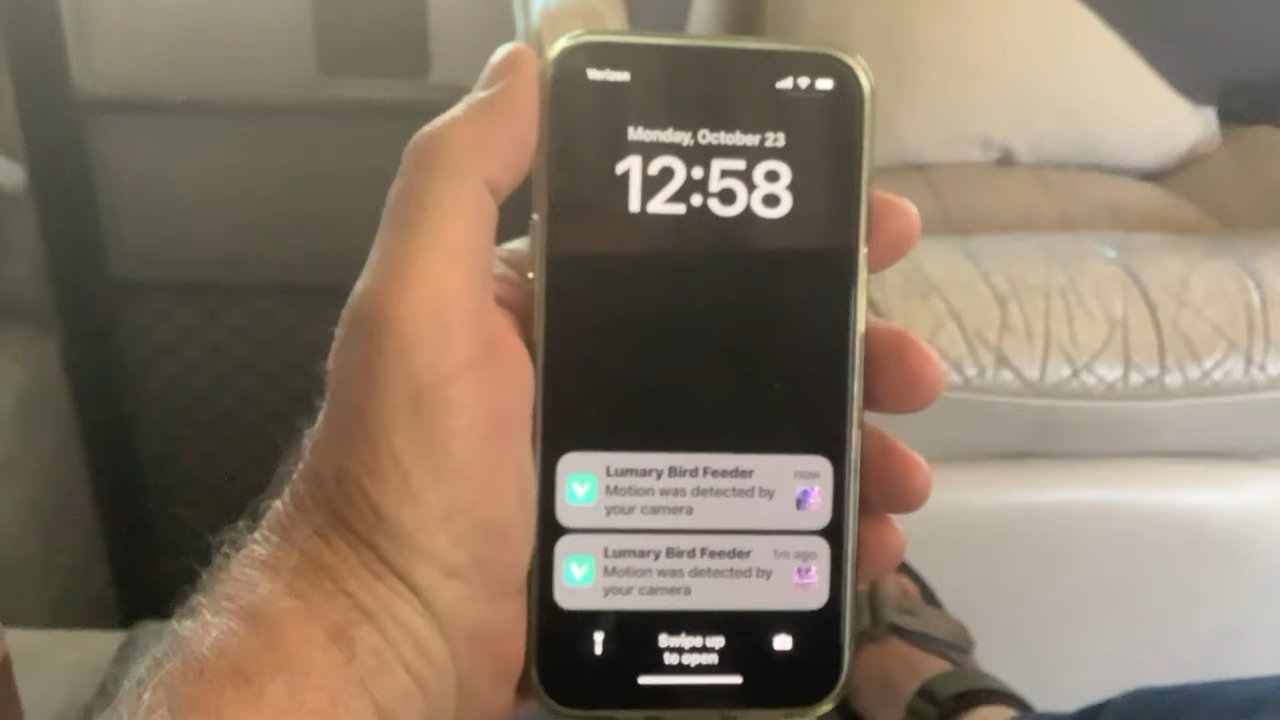 Verizon
Monday, October 23
12:58
Lumary Bird Feeder now
Motion was detected by
your camera
Lumary Bird Feeder 1m ago
Motion was detected by
your camera
Swipe up
to open